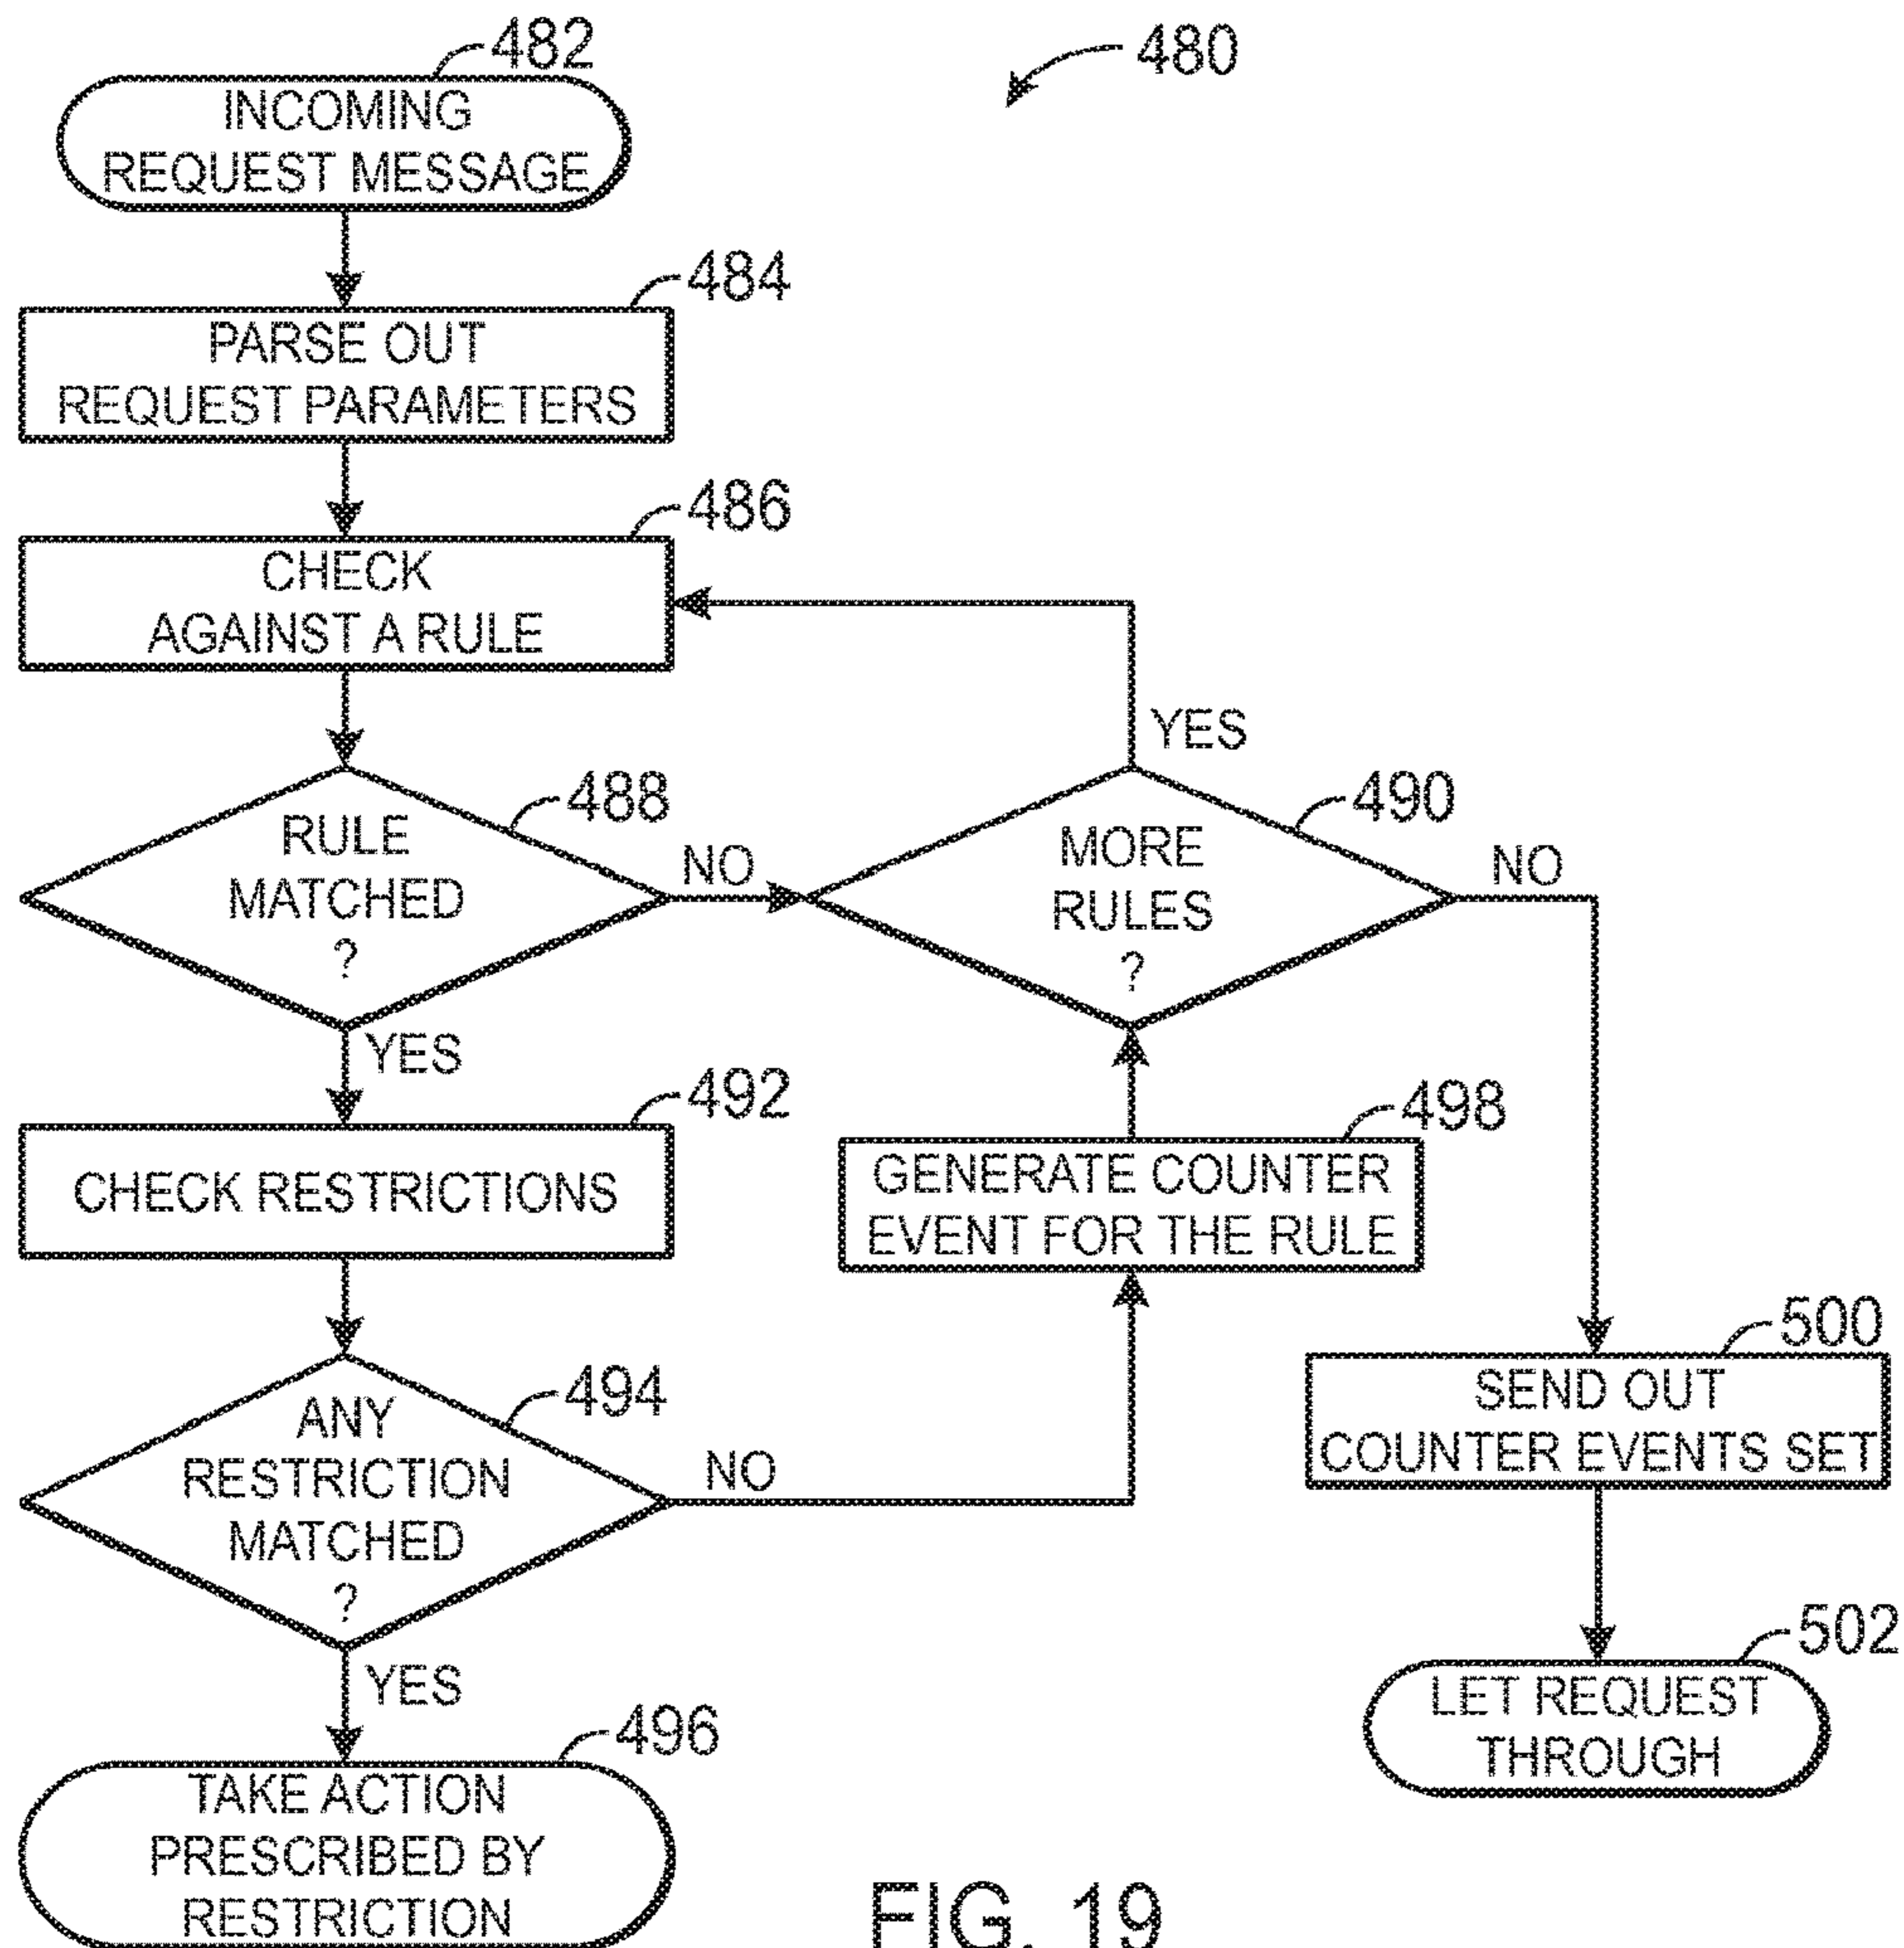 482
480
INCOMING
REQUEST MESSAGE
484
PARSE OUT
REQUEST PARAMETERS
486
CHECK
AGAINST A RULE
YES
488
RULE
MATCHED
?
NO
490
MORE
RULES
?
NO
YES
492
CHECK RESTRICTIONS
498
GENERATE COUNTER
EVENT FOR THE RULE
494
ANY
RESTRICTION
MATCHED
?
NO
500
SEND OUT
COUNTER EVENTS SET
YES
502
LET REQUEST
THROUGH
496
TAKE ACTION
PRESCRIBED BY
RESTRICTION
FIG. 19